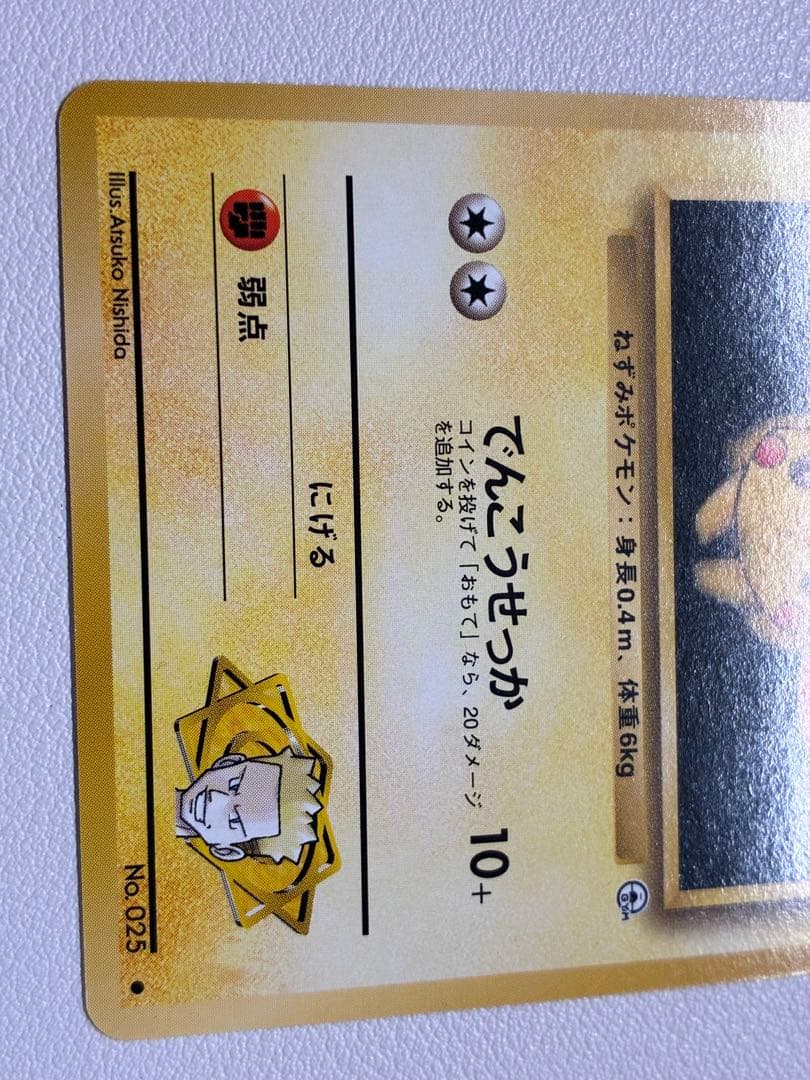 ねずみポケモン：身長0.4m、体重6kg
GYM
でんこうせっか 10+
コインを投げて「おもて」なら、20ダメージ
を追加する。
にげる
弱点
Illus. Atsuko Nishida
No. 025 ●